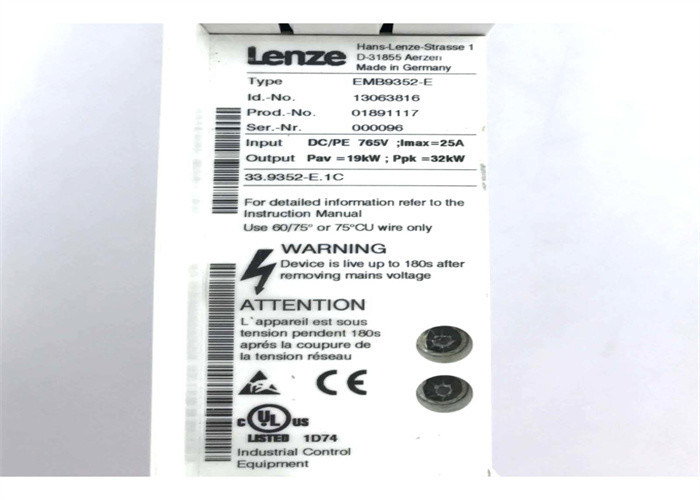 Lenze
Hans-Lenze-Strasse 1
D-31855 Aerzen
Made in Germany
Type EMB9352-E
Id.-No. 13063816
Prod.-No. 01891117
Ser.-Nr. 000096
Input DC/PE 765V ;Imax=25A
Output Pav =19kW ; Ppk =32kW
33.9352-E.1C
For detailed information refer to the
Instruction Manual
Use 60/75° or 75°CU wire only
WARNING
Device is live up to 180s after
removing mains voltage
ATTENTION
L`appareil est sous
tension pendent 180s
aprés la coupure de
la tension réseau
CE
c UL us
LISTED 1D74
Industrial Control
Equipment